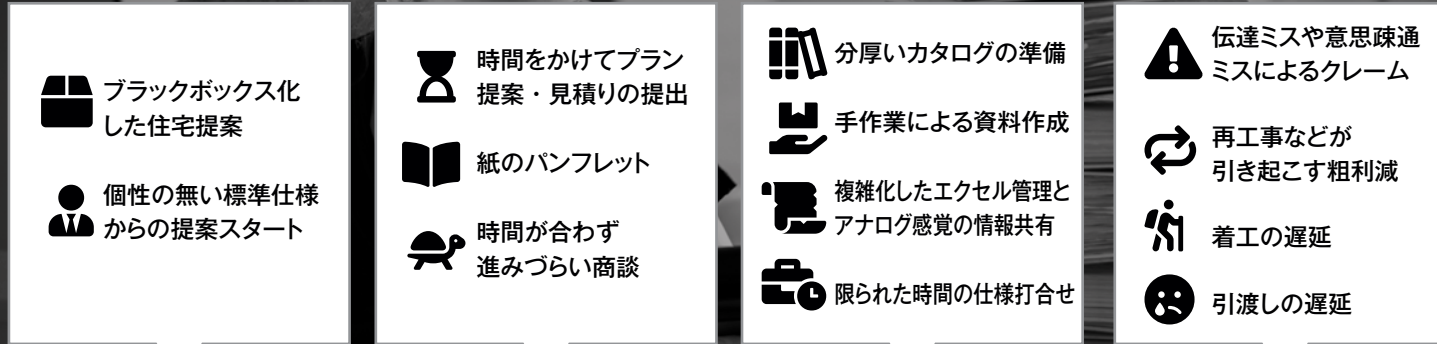 ブラックボックス化
した住宅提案
個性の無い標準仕様
からの提案スタート
時間をかけてプラン
提案・見積りの提出
紙のパンフレット
時間が合わず
進みづらい商談
分厚いカタログの準備
手作業による資料作成
複雑化したエクセル管理と
アナログ感覚の情報共有
限られた時間の仕様打合せ
伝達ミスや意思疎通
ミスによるクレーム
再工事などが
引き起こす粗利減
着工の遅延
引渡しの遅延